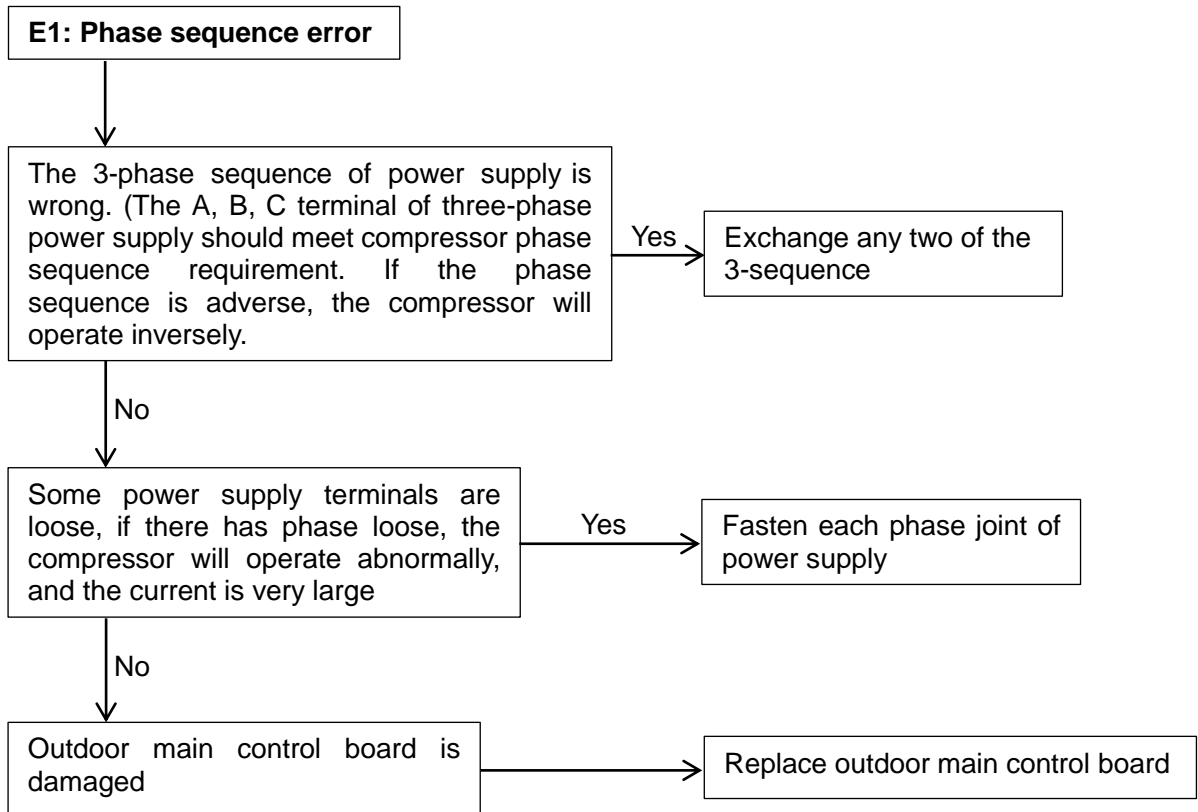 E1: Phase sequence error
The 3-phase sequence of power supply is
wrong. (The A, B, C terminal of three-phase
power supply should meet compressor phase
sequence requirement. If the phase
sequence is adverse, the compressor will
operate inversely.
Yes
Exchange any two of the
3-sequence
No
Some power supply terminals are
loose, if there has phase loose, the
compressor will operate abnormally,
and the current is very large
Yes
Fasten each phase joint of
power supply
No
Outdoor main control board is
damaged
Replace outdoor main control board